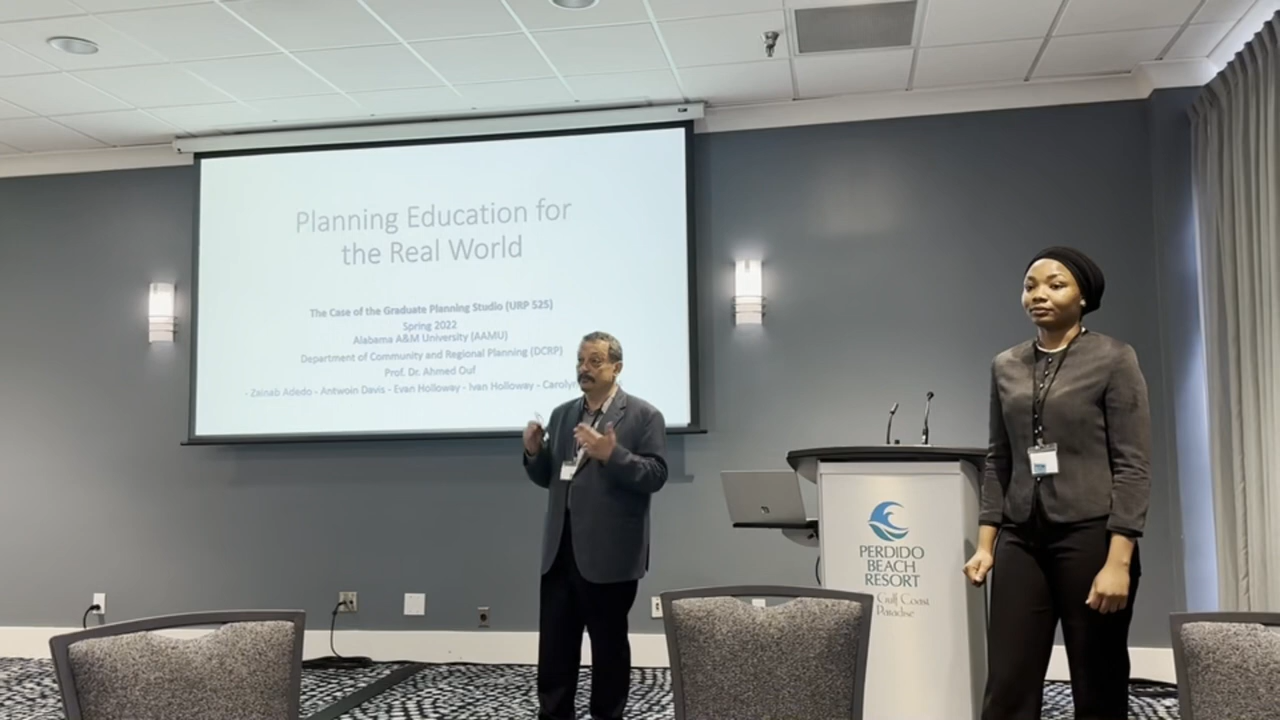 Planning Education for
the Real World
The Case of the Graduate Planning Studio (URP 525)
Spring 2022
Alabama A&M University (AAMU)
Department of Community and Regional Planning (DCRP)
Prof. Dr. Ahmed Ouf
- Zainab Adedo - Antwoin Davis - Evan Holloway - Ivan Holloway -
PERDIDO
BEACH
RESORT
Gulf Coast
Paradise